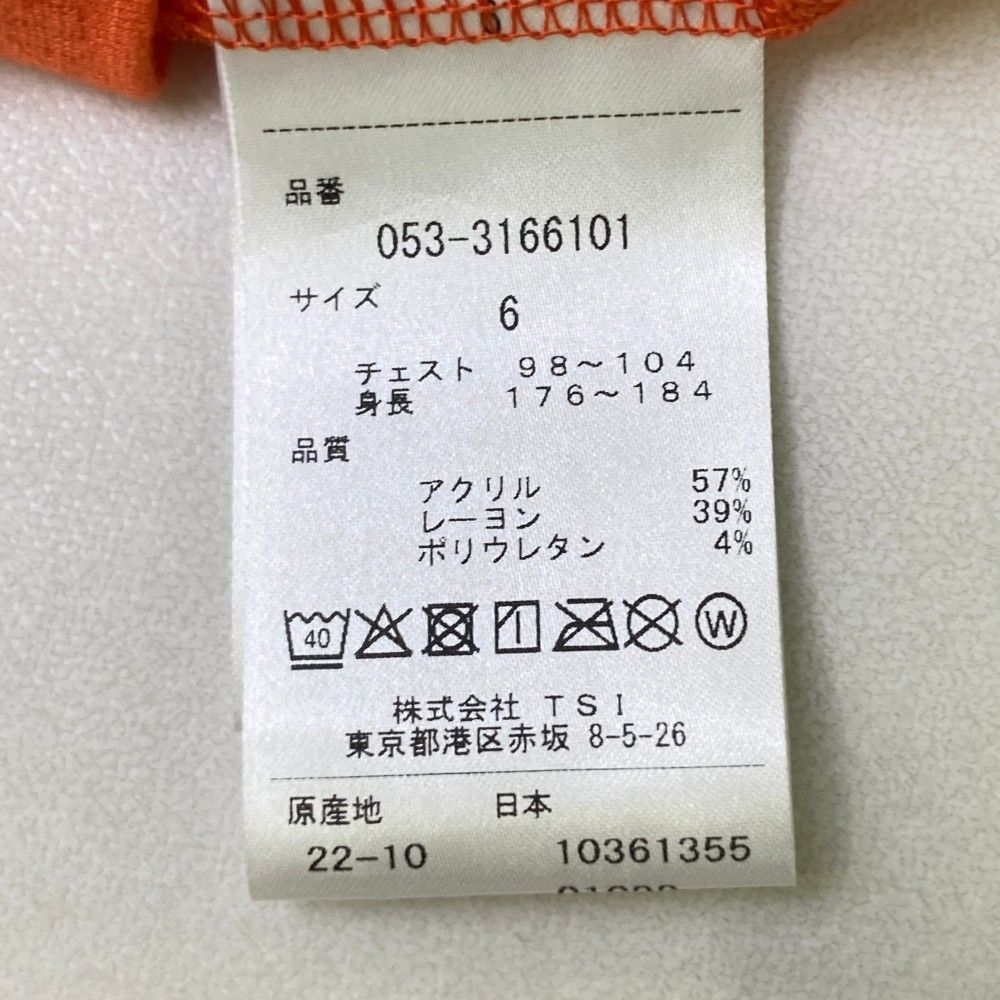 品番
053-3166101
サイズ
6
チェスト 98～104
身長 176～184
品質
アクリル 57%
レーヨン 39%
ポリウレタン 4%
40
W
株式会社 TSI
東京都港区赤坂 8-5-26
原産地 日本
22-10 10361355